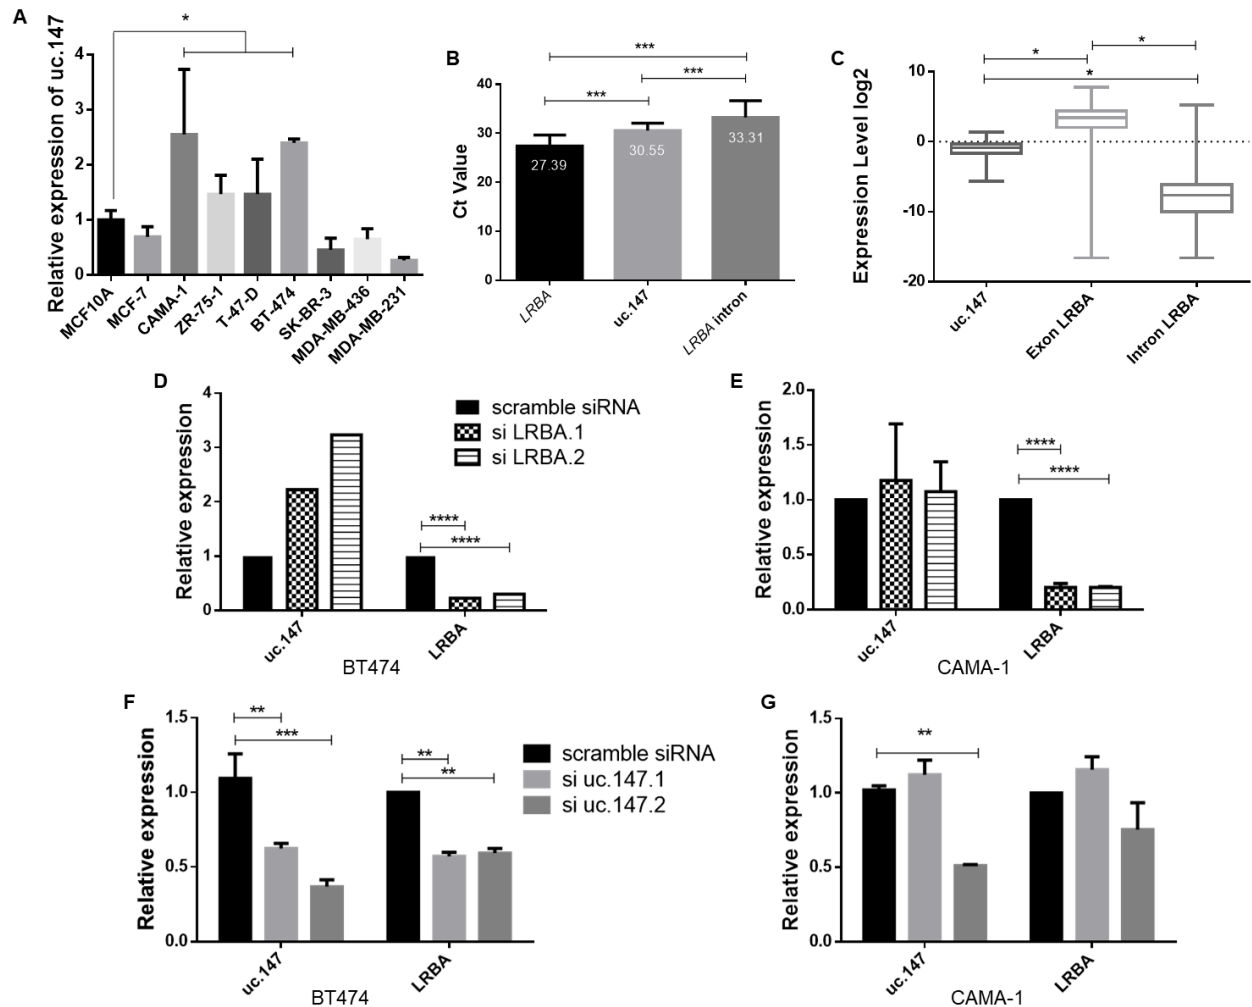 A
Relative expression of uc.147
*
4
3
2
1
0
MCF10A
MCF-7
CAMA-1
ZR-75-1
T-47-D
BT-474
SK-BR-3
MDA-MB-436
MDA-MB-231
B
Ct Value
***
***
***
40
30
20
10
0
27.39
30.55
33.31
LRBA
uc.147
LRBA intron
C
Expression Level log2
*
*
*
10
0
-10
-20
uc.147
Exon LRBA
Intron LRBA
D
Relative expression
4
3
2
1
0
scramble siRNA
si LRBA.1
si LRBA.2
****
****
uc.147
LRBA
BT474
E
Relative expression
2.0
1.5
1.0
0.5
0.0
****
****
uc.147
LRBA
CAMA-1
F
Relative expression
1.5
1.0
0.5
0.0
**
***
**
**
scramble siRNA
si uc.147.1
si uc.147.2
uc.147
LRBA
BT474
G
Relative expression
1.5
1.0
0.5
0.0
**
uc.147
LRBA
CAMA-1